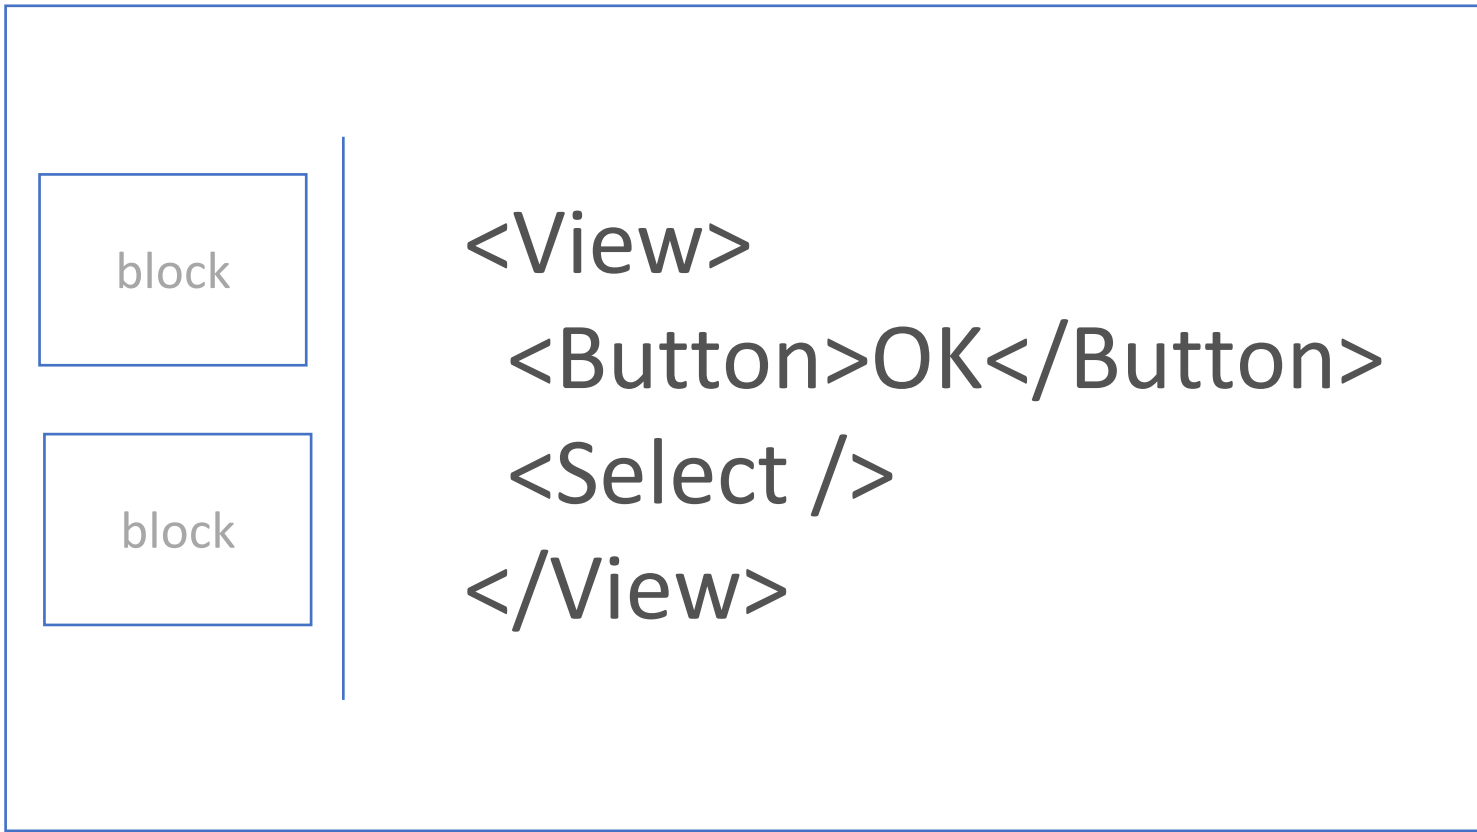 block
block
<View>
<Button>OK</Button>
<Select />
</View>